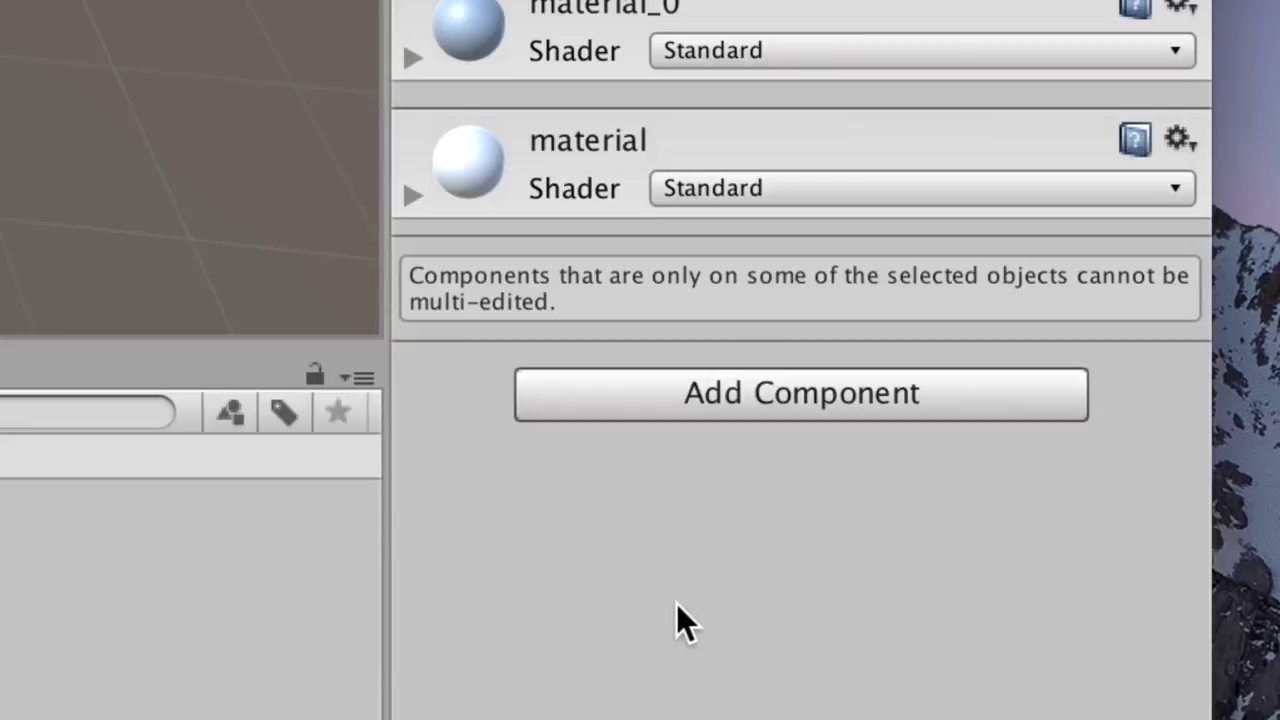 material_0
Shader Standard
material
Shader Standard
Components that are only on some of the selected objects cannot be
multi-edited.
Add Component